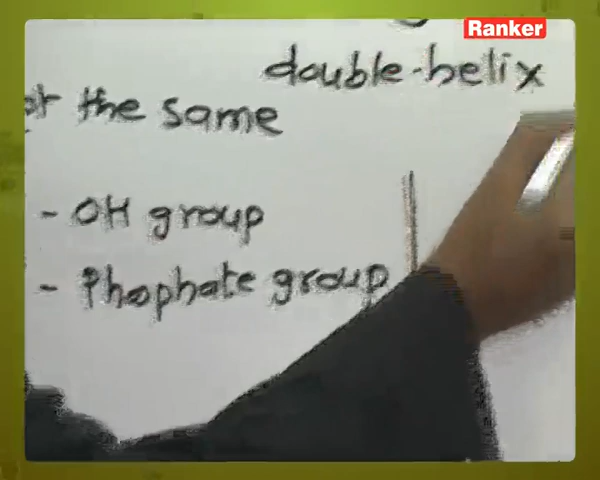 Ranker
double-helix
the same
- OH group
- Phophate group